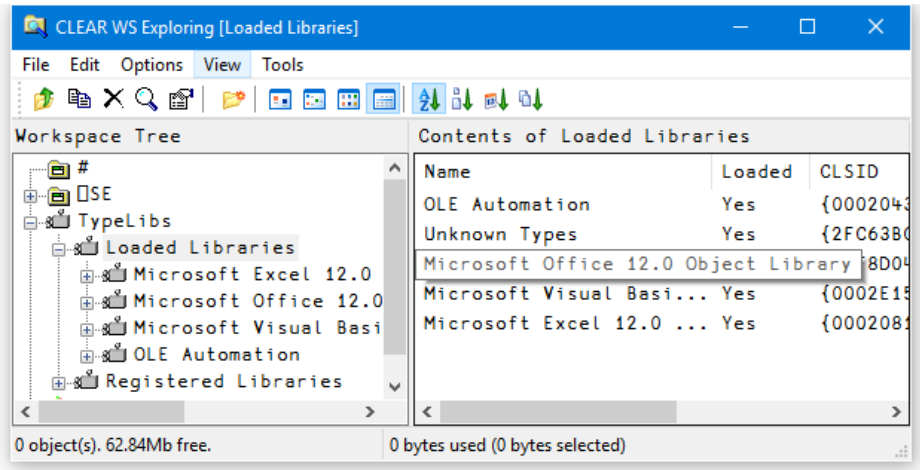 CLEAR WS Exploring [Loaded Libraries]
File Edit Options View Tools
Workspace Tree
#
⎕SE
TypeLibs
Loaded Libraries
Microsoft Excel 12.0
Microsoft Office 12.0
Microsoft Visual Basi
OLE Automation
Registered Libraries
Contents of Loaded Libraries
Name Loaded CLSID
OLE Automation Yes {0002043
Unknown Types Yes {2FC63B
Microsoft Office 12.0 Object Library 8D04
Microsoft Visual Basi... Yes {0002E15
Microsoft Excel 12.0 ... Yes {0002081
0 object(s). 62.84Mb free. 0 bytes used (0 bytes selected)